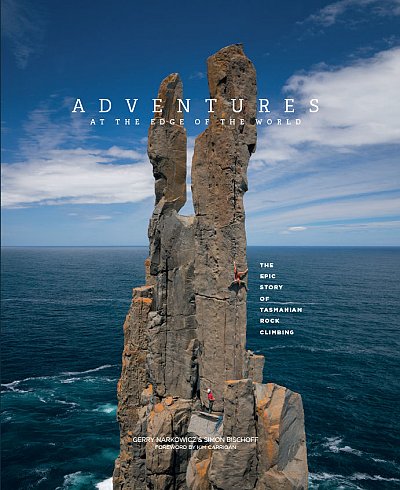 ADVENTURES
AT THE EDGE OF THE WORLD
THE
EPIC
STORY
OF
TASMANIAN
ROCK
CLIMBING
GERRY NARKOWICZ & SIMON BISCHOFF
FOREWORD BY KIM CARRIGAN